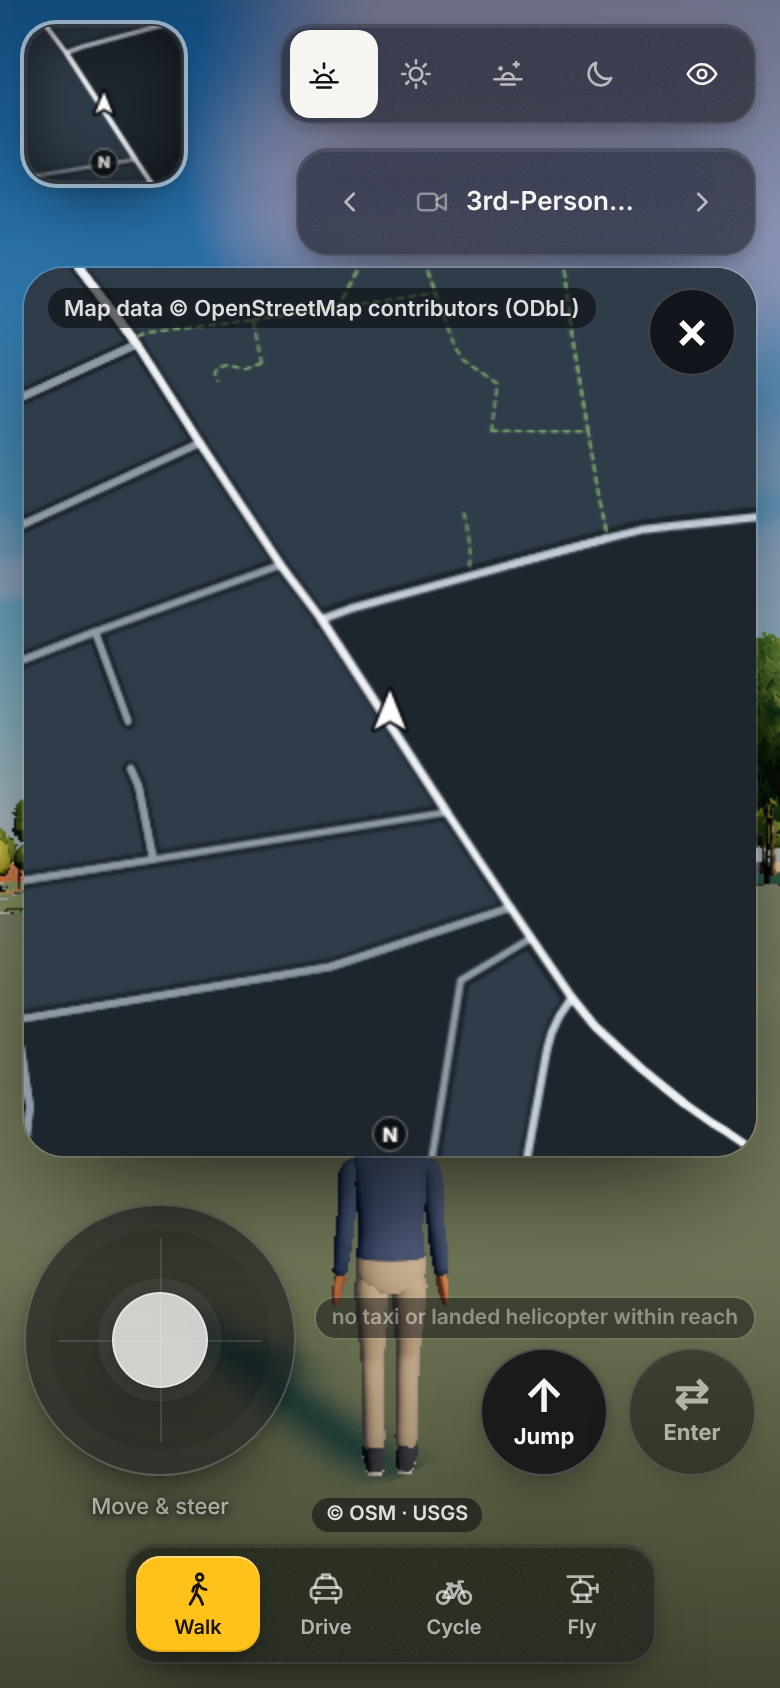 N
3rd-Person...
Map data © OpenStreetMap contributors (ODbL)
N
no taxi or landed helicopter within reach
Jump
Enter
Move & steer
© OSM · USGS
Walk
Drive
Cycle
Fly